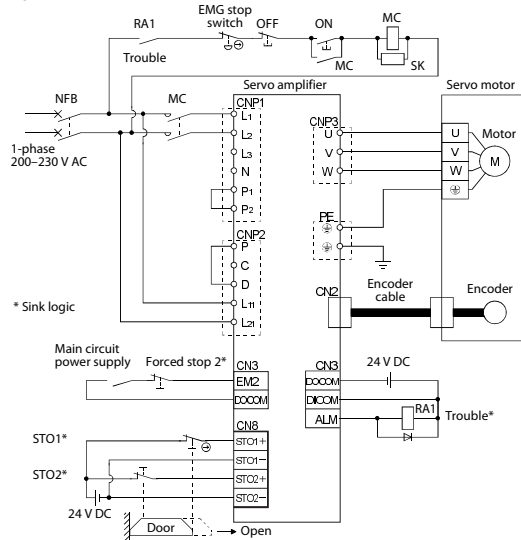 EMG stop
switch
RA1
OFF
ON
MC
Trouble
MC
SK
Servo amplifier
Servo motor
NFB
MC
CNP1
CNP3
L1
U
U
Motor
L2
V
V
M
1-phase
200–230 V AC
L3
W
W
N
P1
P2
PE
CNP2
P
C
D
* Sink logic
L11
L21
CN2
Encoder
cable
Encoder
Main circuit
power supply
Forced stop 2*
CN3
EM2
DOCOM
CN3
24 V DC
DOCOM
DICOM
ALM
RA1
Trouble*
CN8
STO1*
STO1+
STO1−
STO2*
STO2+
STO2−
24 V DC
Door
Open